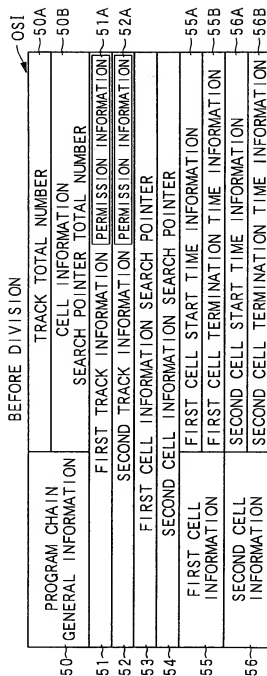 BEFORE DIVISION
OSI
50
PROGRAM CHAIN
GENERAL INFORMATION
TRACK TOTAL NUMBER
50A
CELL INFORMATION
SEARCH POINTER TOTAL NUMBER
50B
51
FIRST TRACK INFORMATION
PERMISSION INFORMATION
51A
52
SECOND TRACK INFORMATION
PERMISSION INFORMATION
52A
53
FIRST CELL INFORMATION SEARCH POINTER
54
SECOND CELL INFORMATION SEARCH POINTER
55
FIRST CELL
INFORMATION
FIRST CELL START TIME INFORMATION
55A
FIRST CELL TERMINATION TIME INFORMATION
55B
56
SECOND CELL
INFORMATION
SECOND CELL START TIME INFORMATION
56A
SECOND CELL TERMINATION TIME INFORMATION
56B